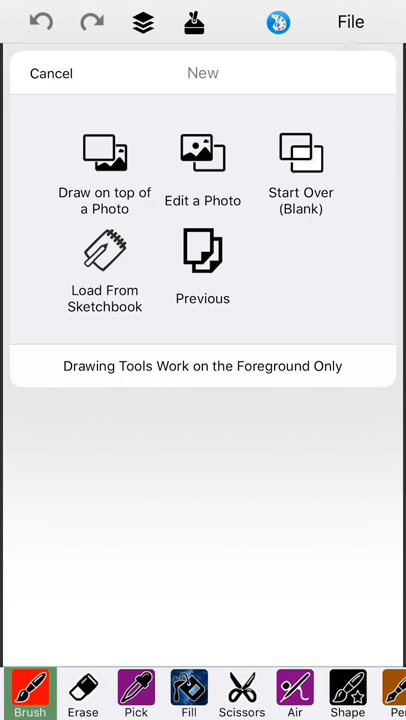 File
Cancel
New
Draw on top of
a Photo
Edit a Photo
Start Over
(Blank)
Load From
Sketchbook
Previous
Drawing Tools Work on the Foreground Only
Brush
Erase
Pick
Fill
Scissors
Air
Shape
Pen